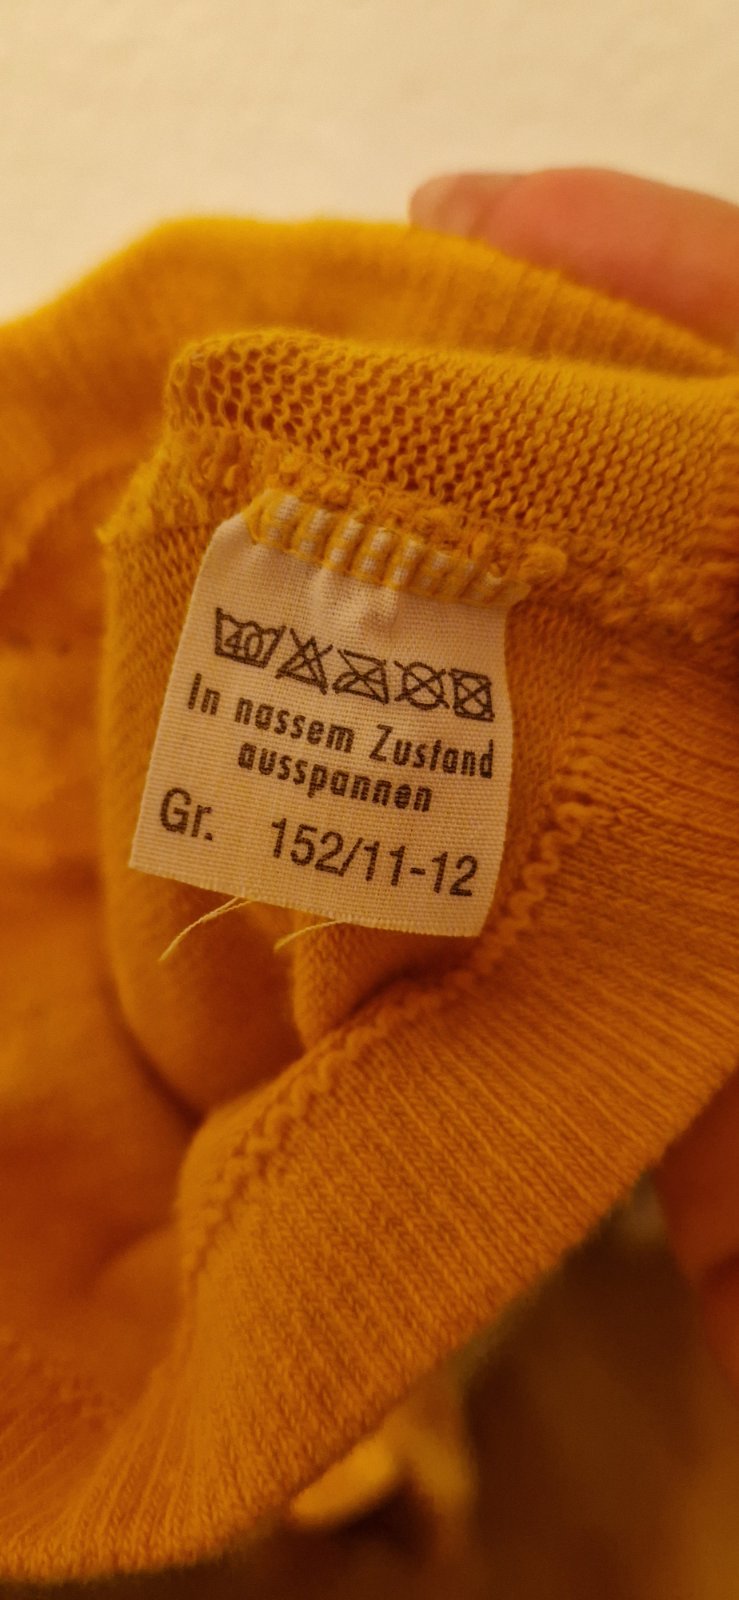 40
In nassem Zustand
ausspannen
Gr. 152/11-12